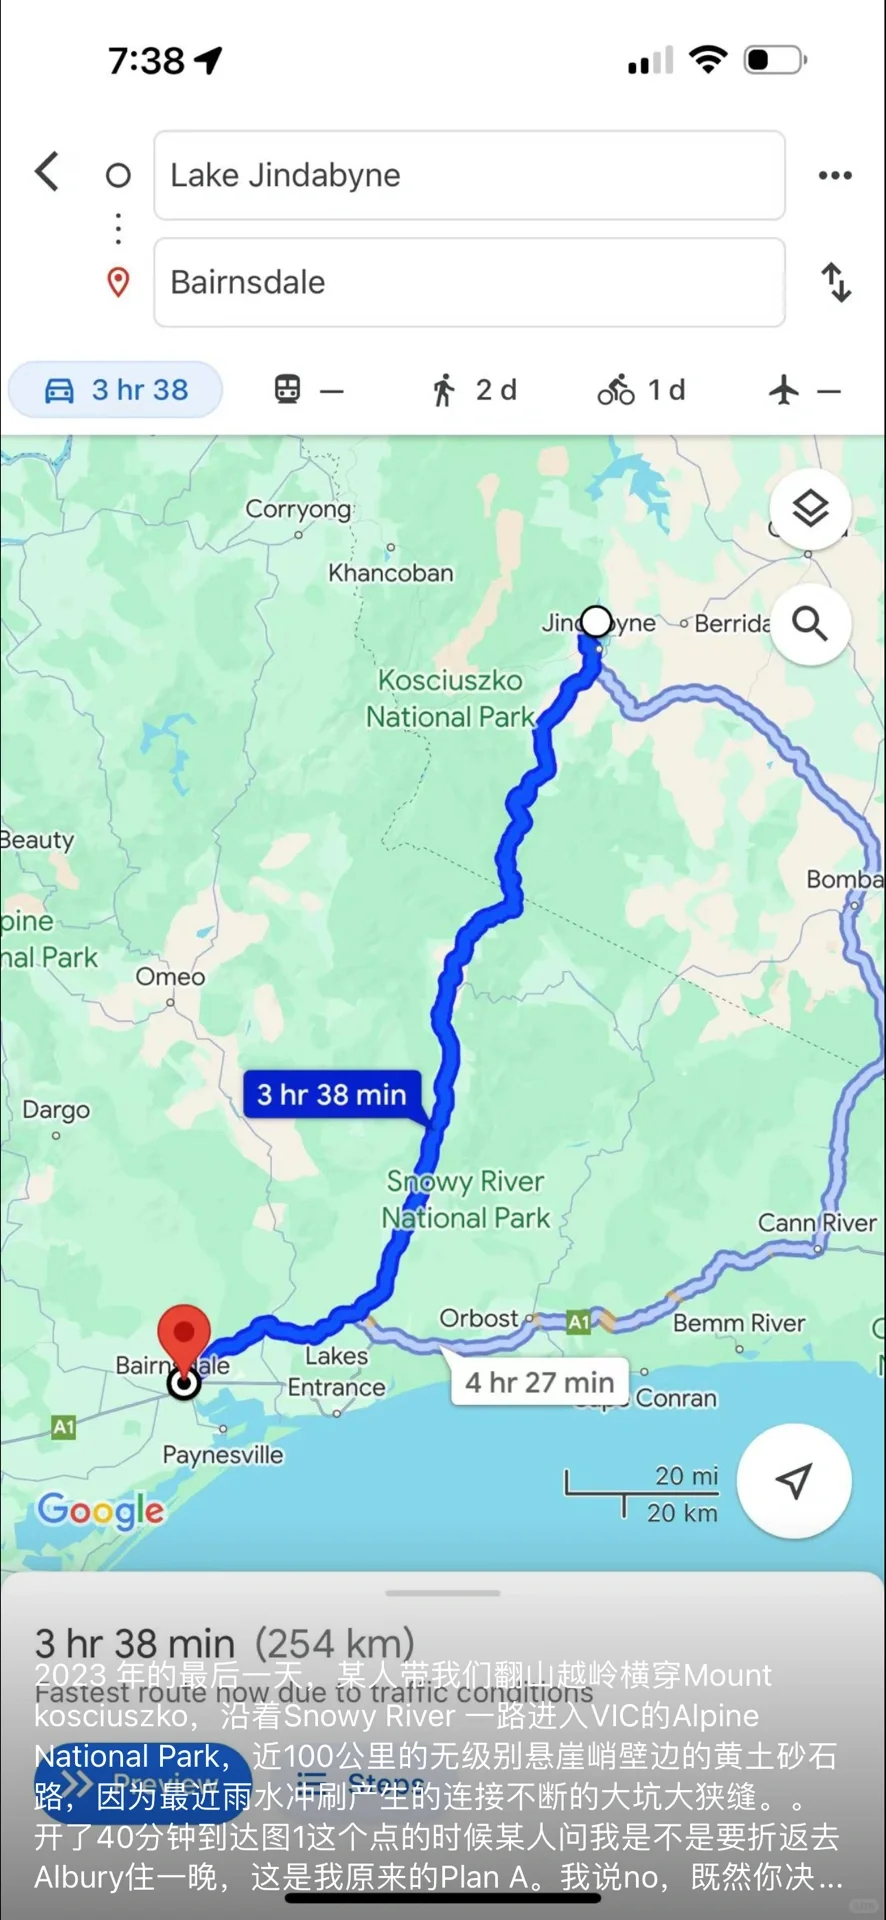 7:38
Lake Jindabyne
Bairnsdale
3 hr 38
—
2 d
1 d
—
Corryong
Khancoban
Jindabyne
Berrida
Kosciuszko
National Park
Beauty
Bomba
pine
nal Park
Omeo
3 hr 38 min
Dargo
Snowy River
National Park
Cann River
Orbost
A1
Bemm River
Bairnsdale
Lakes
Entrance
4 hr 27 min
Conran
A1
Paynesville
20 mi
20 km
Google
3 hr 38 min (254 km)
Fastest route now due to traffic conditions
Preview
Steps
2023 年的最后一天，某人带我们翻山越岭横穿Mount
kosciuszko，沿着Snowy River 一路进入VIC的Alpine
National Park，近100公里的无级别悬崖峭壁边的黄土砂石
路，因为最近雨水冲刷产生的连接不断的大坑大狭缝。。
开了40分钟到达图1这个点的时候某人问我是不是要折返去
Albury住一晚，这是我原来的Plan A。我说no，既然你决...